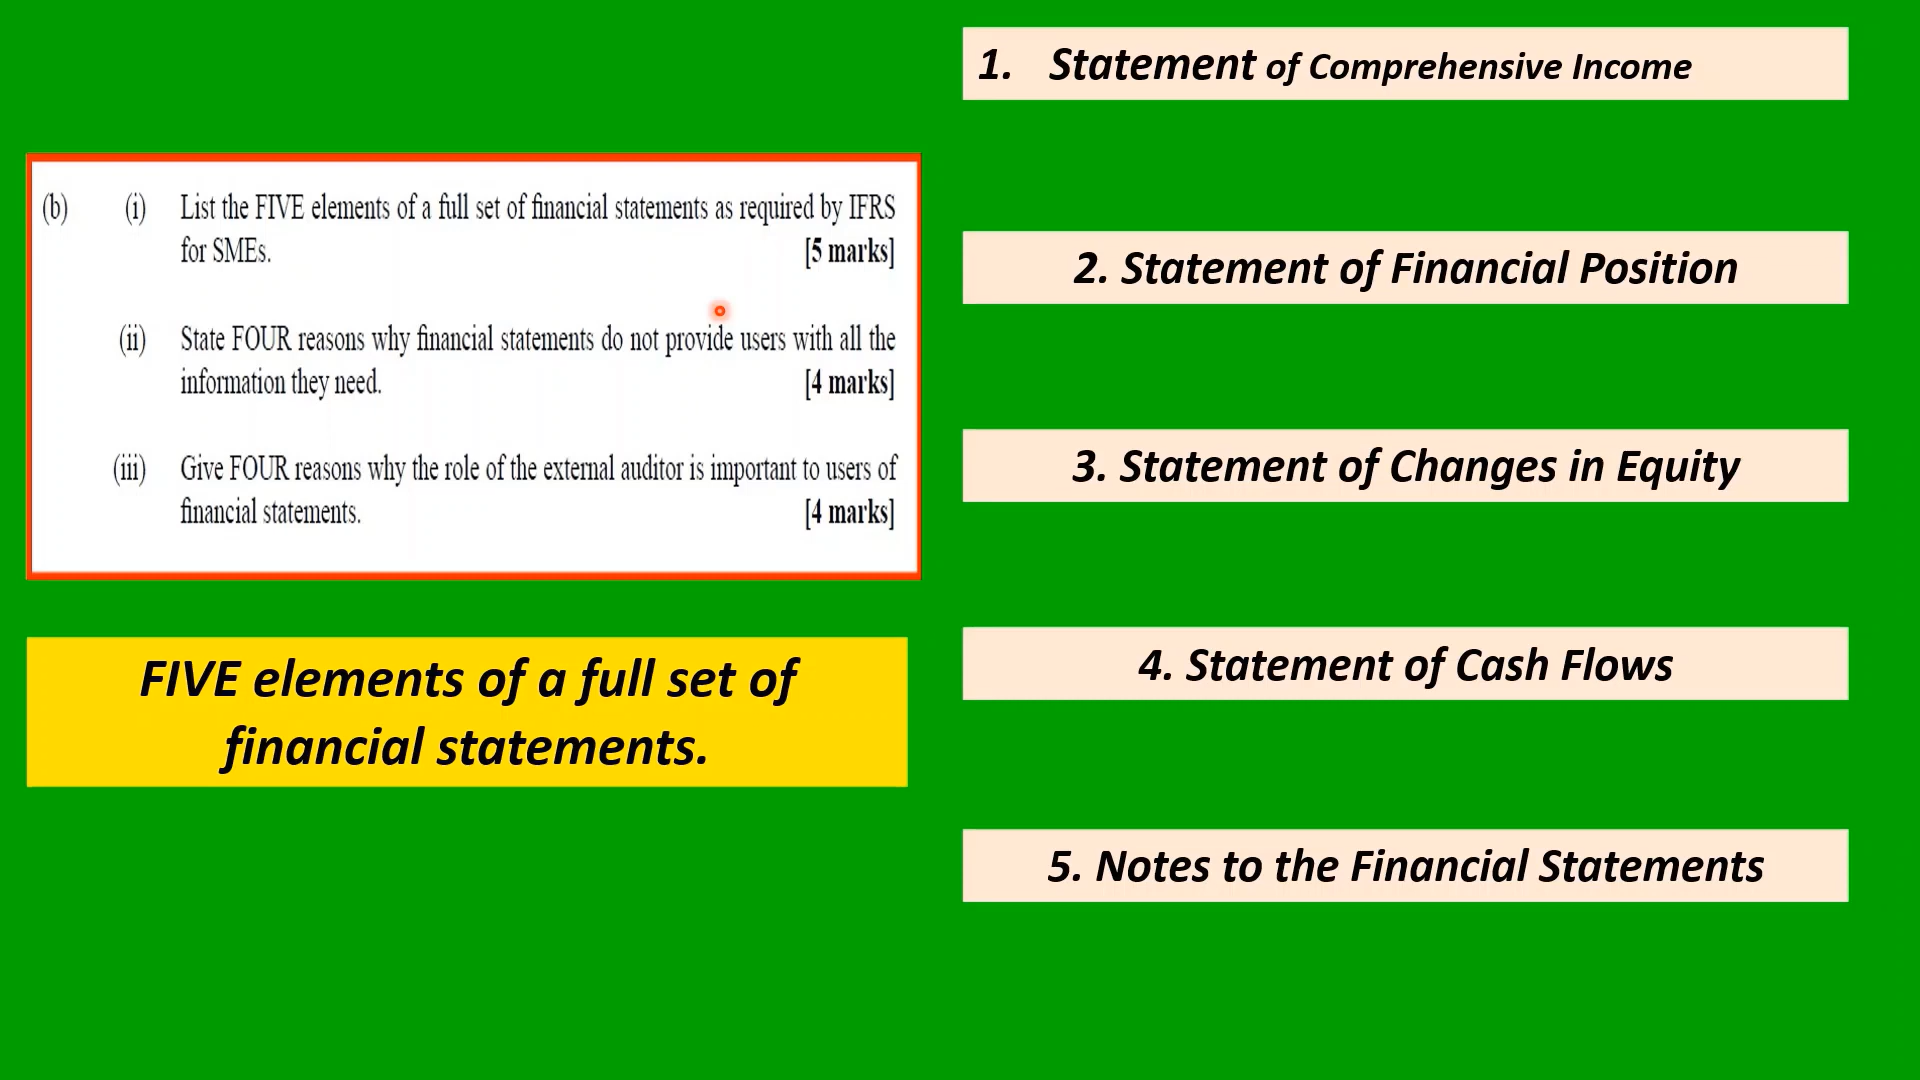 (b) (i) List the FIVE elements of a full set of financial statements as required by IFRS
for SMEs. [5 marks]
(ii) State FOUR reasons why financial statements do not provide users with all the
information they need. [4 marks]
(iii) Give FOUR reasons why the role of the external auditor is important to users of
financial statements. [4 marks]
FIVE elements of a full set of
financial statements.
1. Statement of Comprehensive Income
2. Statement of Financial Position
3. Statement of Changes in Equity
4. Statement of Cash Flows
5. Notes to the Financial Statements